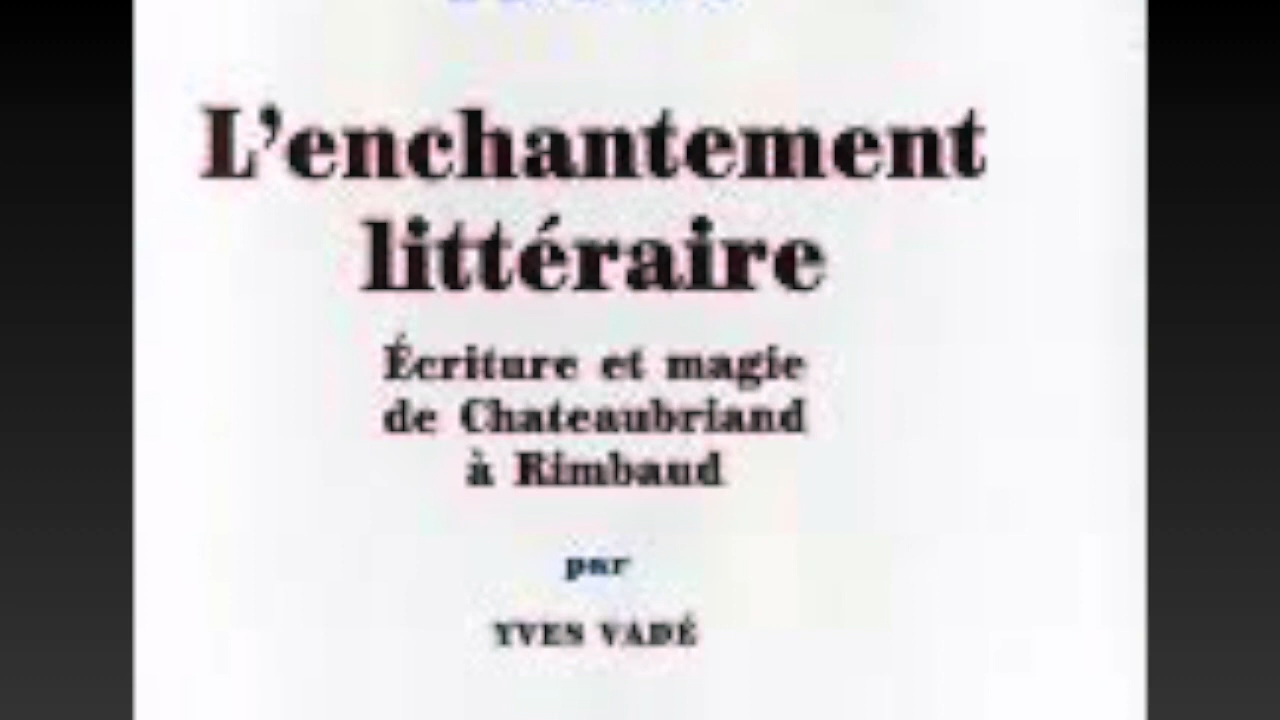 L'enchantement
littéraire
Écriture et magie
de Chateaubriand
à Rimbaud
par
YVES VADÉ